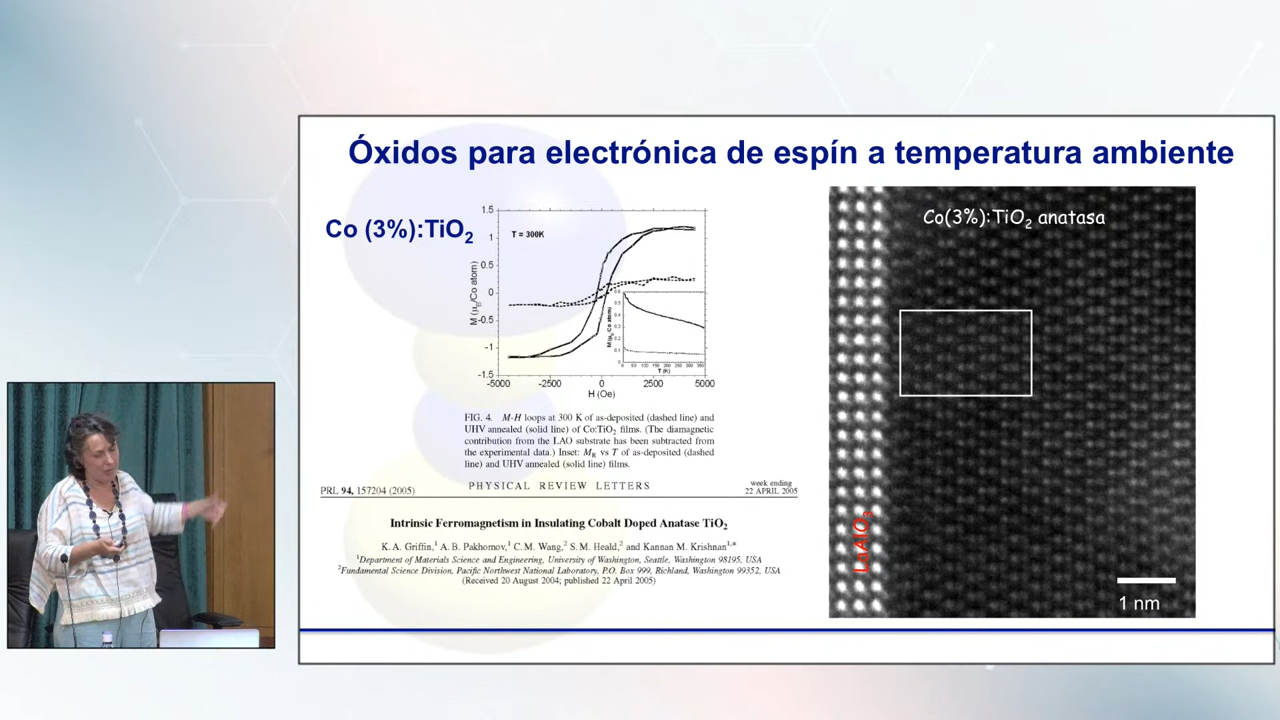 Óxidos para electrónica de espín a temperatura ambiente
Co (3%):TiO2
1.5
1
0.5
0
-0.5
-1
-1.5
M (μB/Co atom)
T = 300K
-5000
-2500
0
2500
5000
H (Oe)
T (K)
FIG. 4. M-H loops at 300 K of as-deposited (dashed line) and
UHV annealed (solid line) of Co:TiO2 films. (The diamagnetic
contribution from the LAO substrate has been subtracted from
the experimental data.) Inset: MR vs T of as-deposited (dashed
line) and UHV annealed (solid line) films.
PRL 94, 157204 (2005)
PHYSICAL REVIEW LETTERS
week ending
22 APRIL 2005
Intrinsic Ferromagnetism in Insulating Cobalt Doped Anatase TiO2
K. A. Griffin,1 A. B. Pakhomov,1 C. M. Wang,2 S. M. Heald,2 and Kannan M. Krishnan1,*
1Department of Materials Science and Engineering, University of Washington, Seattle, Washington 98195, USA
2Fundamental Science Division, Pacific Northwest National Laboratory, P.O. Box 999, Richland, Washington 99352, USA
(Received 20 August 2004; published 22 April 2005)
Co(3%):TiO2 anatasa
LaAlO3
1 nm